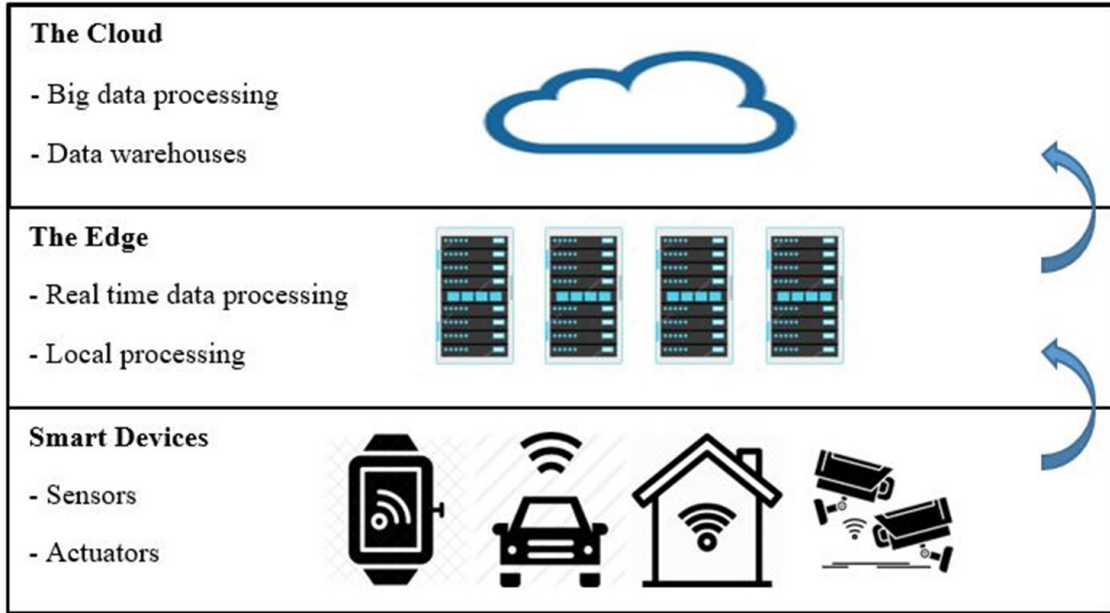 The Cloud
- Big data processing
- Data warehouses
The Edge
- Real time data processing
- Local processing
Smart Devices
- Sensors
- Actuators